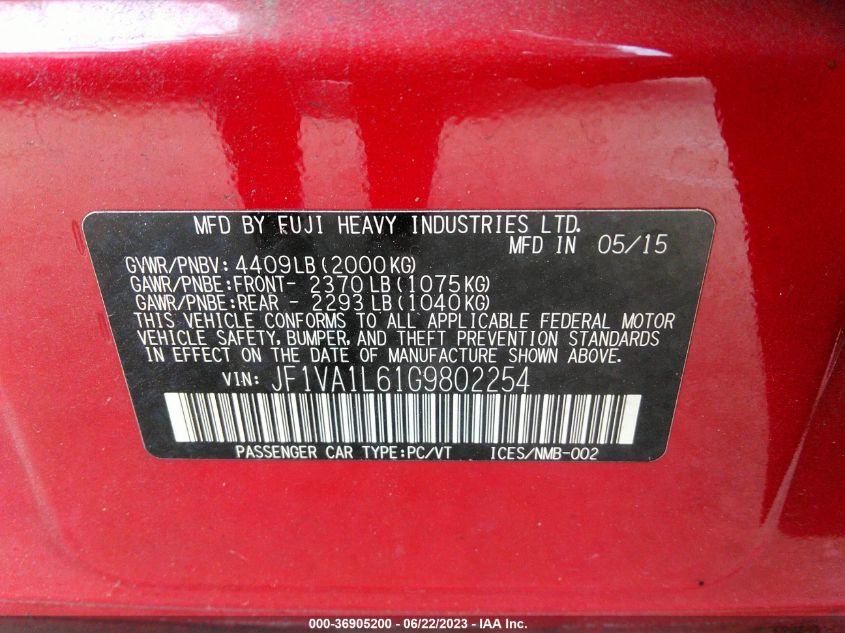 MFD BY FUJI HEAVY INDUSTRIES LTD.
MFD IN 05/15
GVWR/PNBV: 4409LB(2000KG)
GAWR/PNBE:FRONT- 2370LB(1075KG)
GAWR/PNBE:REAR - 2293LB(1040KG)
THIS VEHICLE CONFORMS TO ALL APPLICABLE FEDERAL MOTOR
VEHICLE SAFETY, BUMPER, AND THEFT PREVENTION STANDARDS
IN EFFECT ON THE DATE OF MANUFACTURE SHOWN ABOVE.
VIN: JF1VA1L61G9802254
PASSENGER CAR TYPE:PC/VT ICES/NMB-002
000-36905200 - 06/22/2023 - IAA Inc.